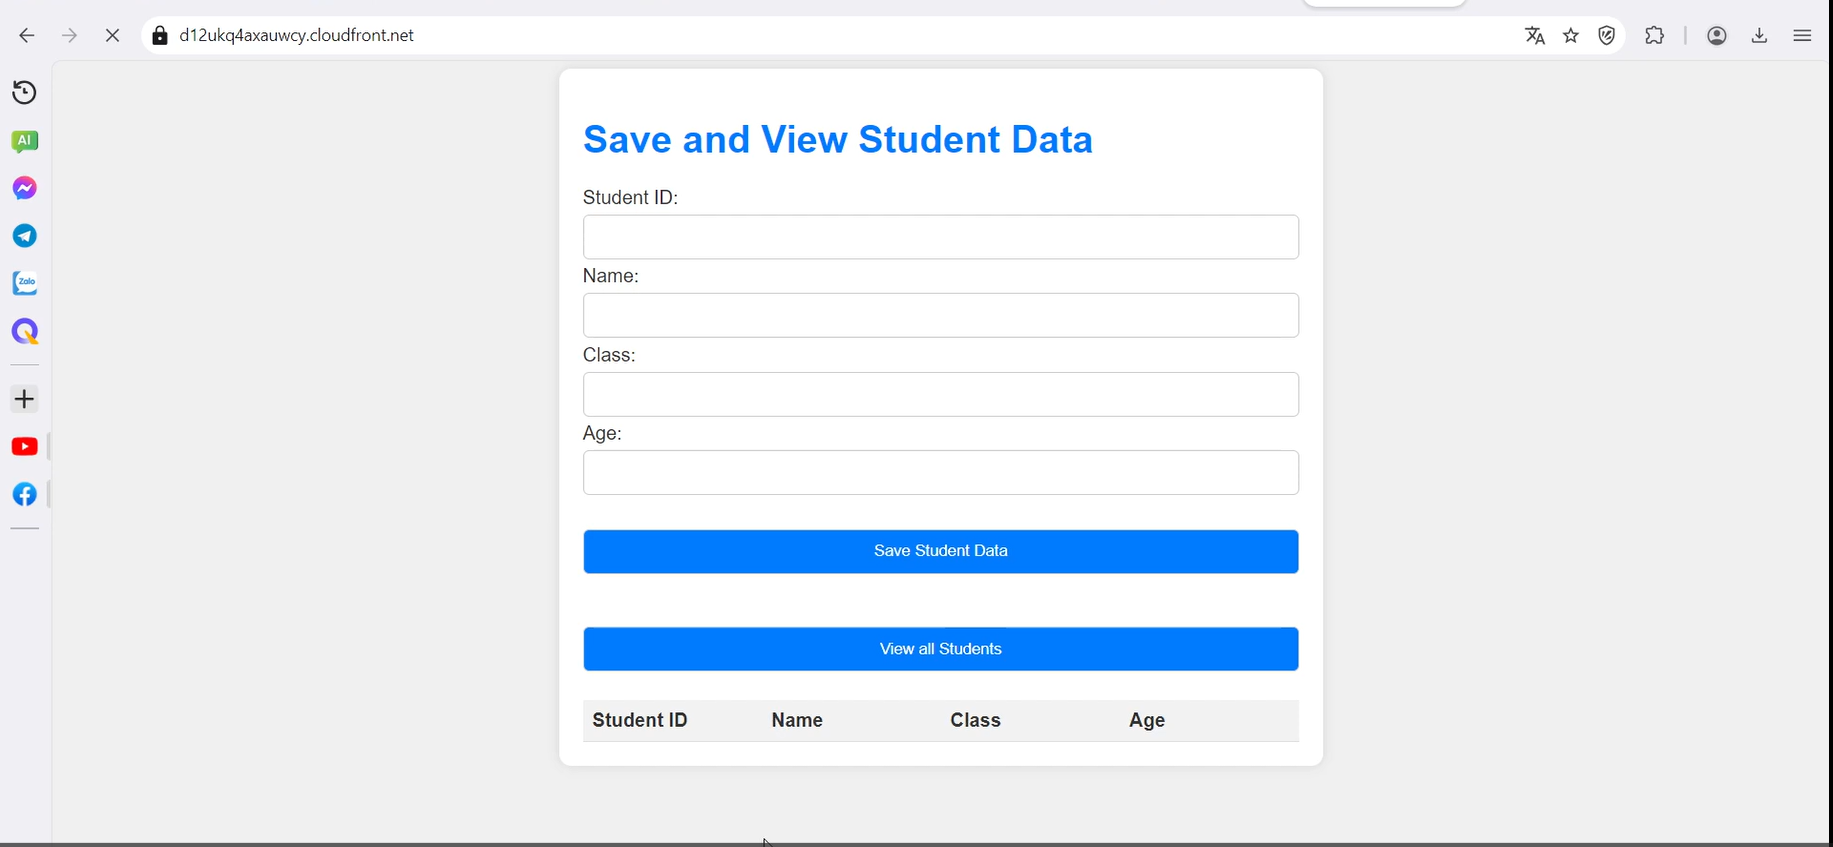 d12ukq4axauwcy.cloudfront.net
AI
Zalo
Save and View Student Data
Student ID:
Name:
Class:
Age:
Save Student Data
View all Students
Student ID Name Class Age